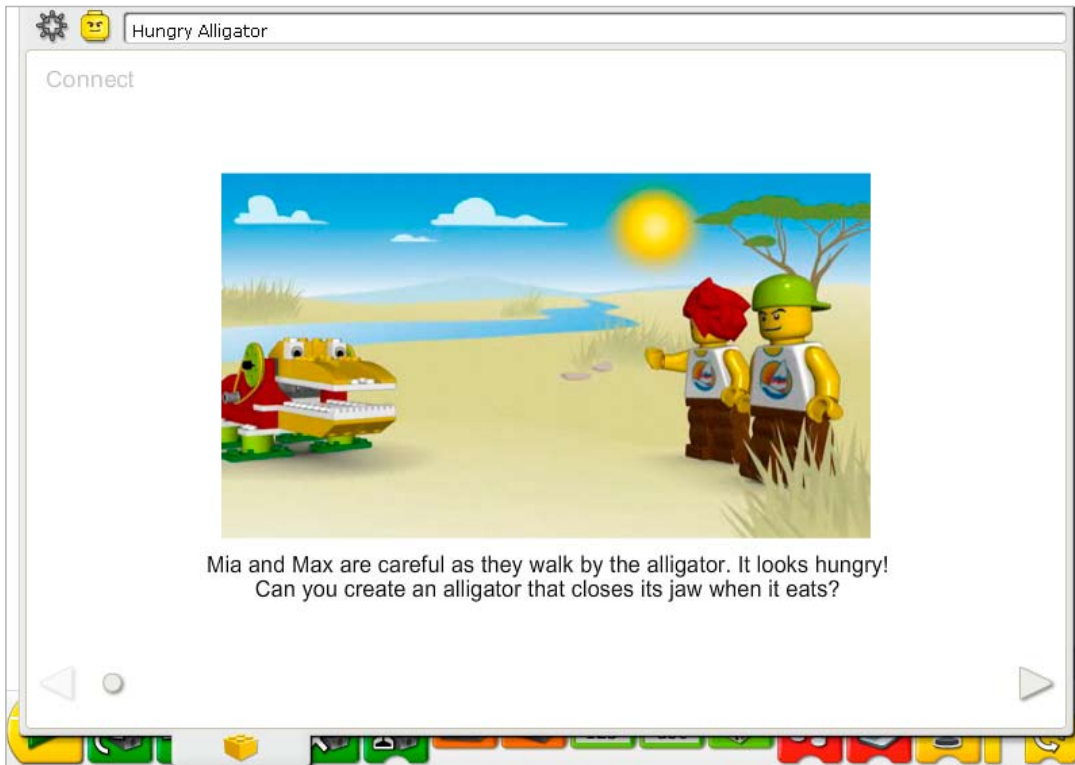 Hungry Alligator
Connect
Mia and Max are careful as they walk by the alligator. It looks hungry!
Can you create an alligator that closes its jaw when it eats?